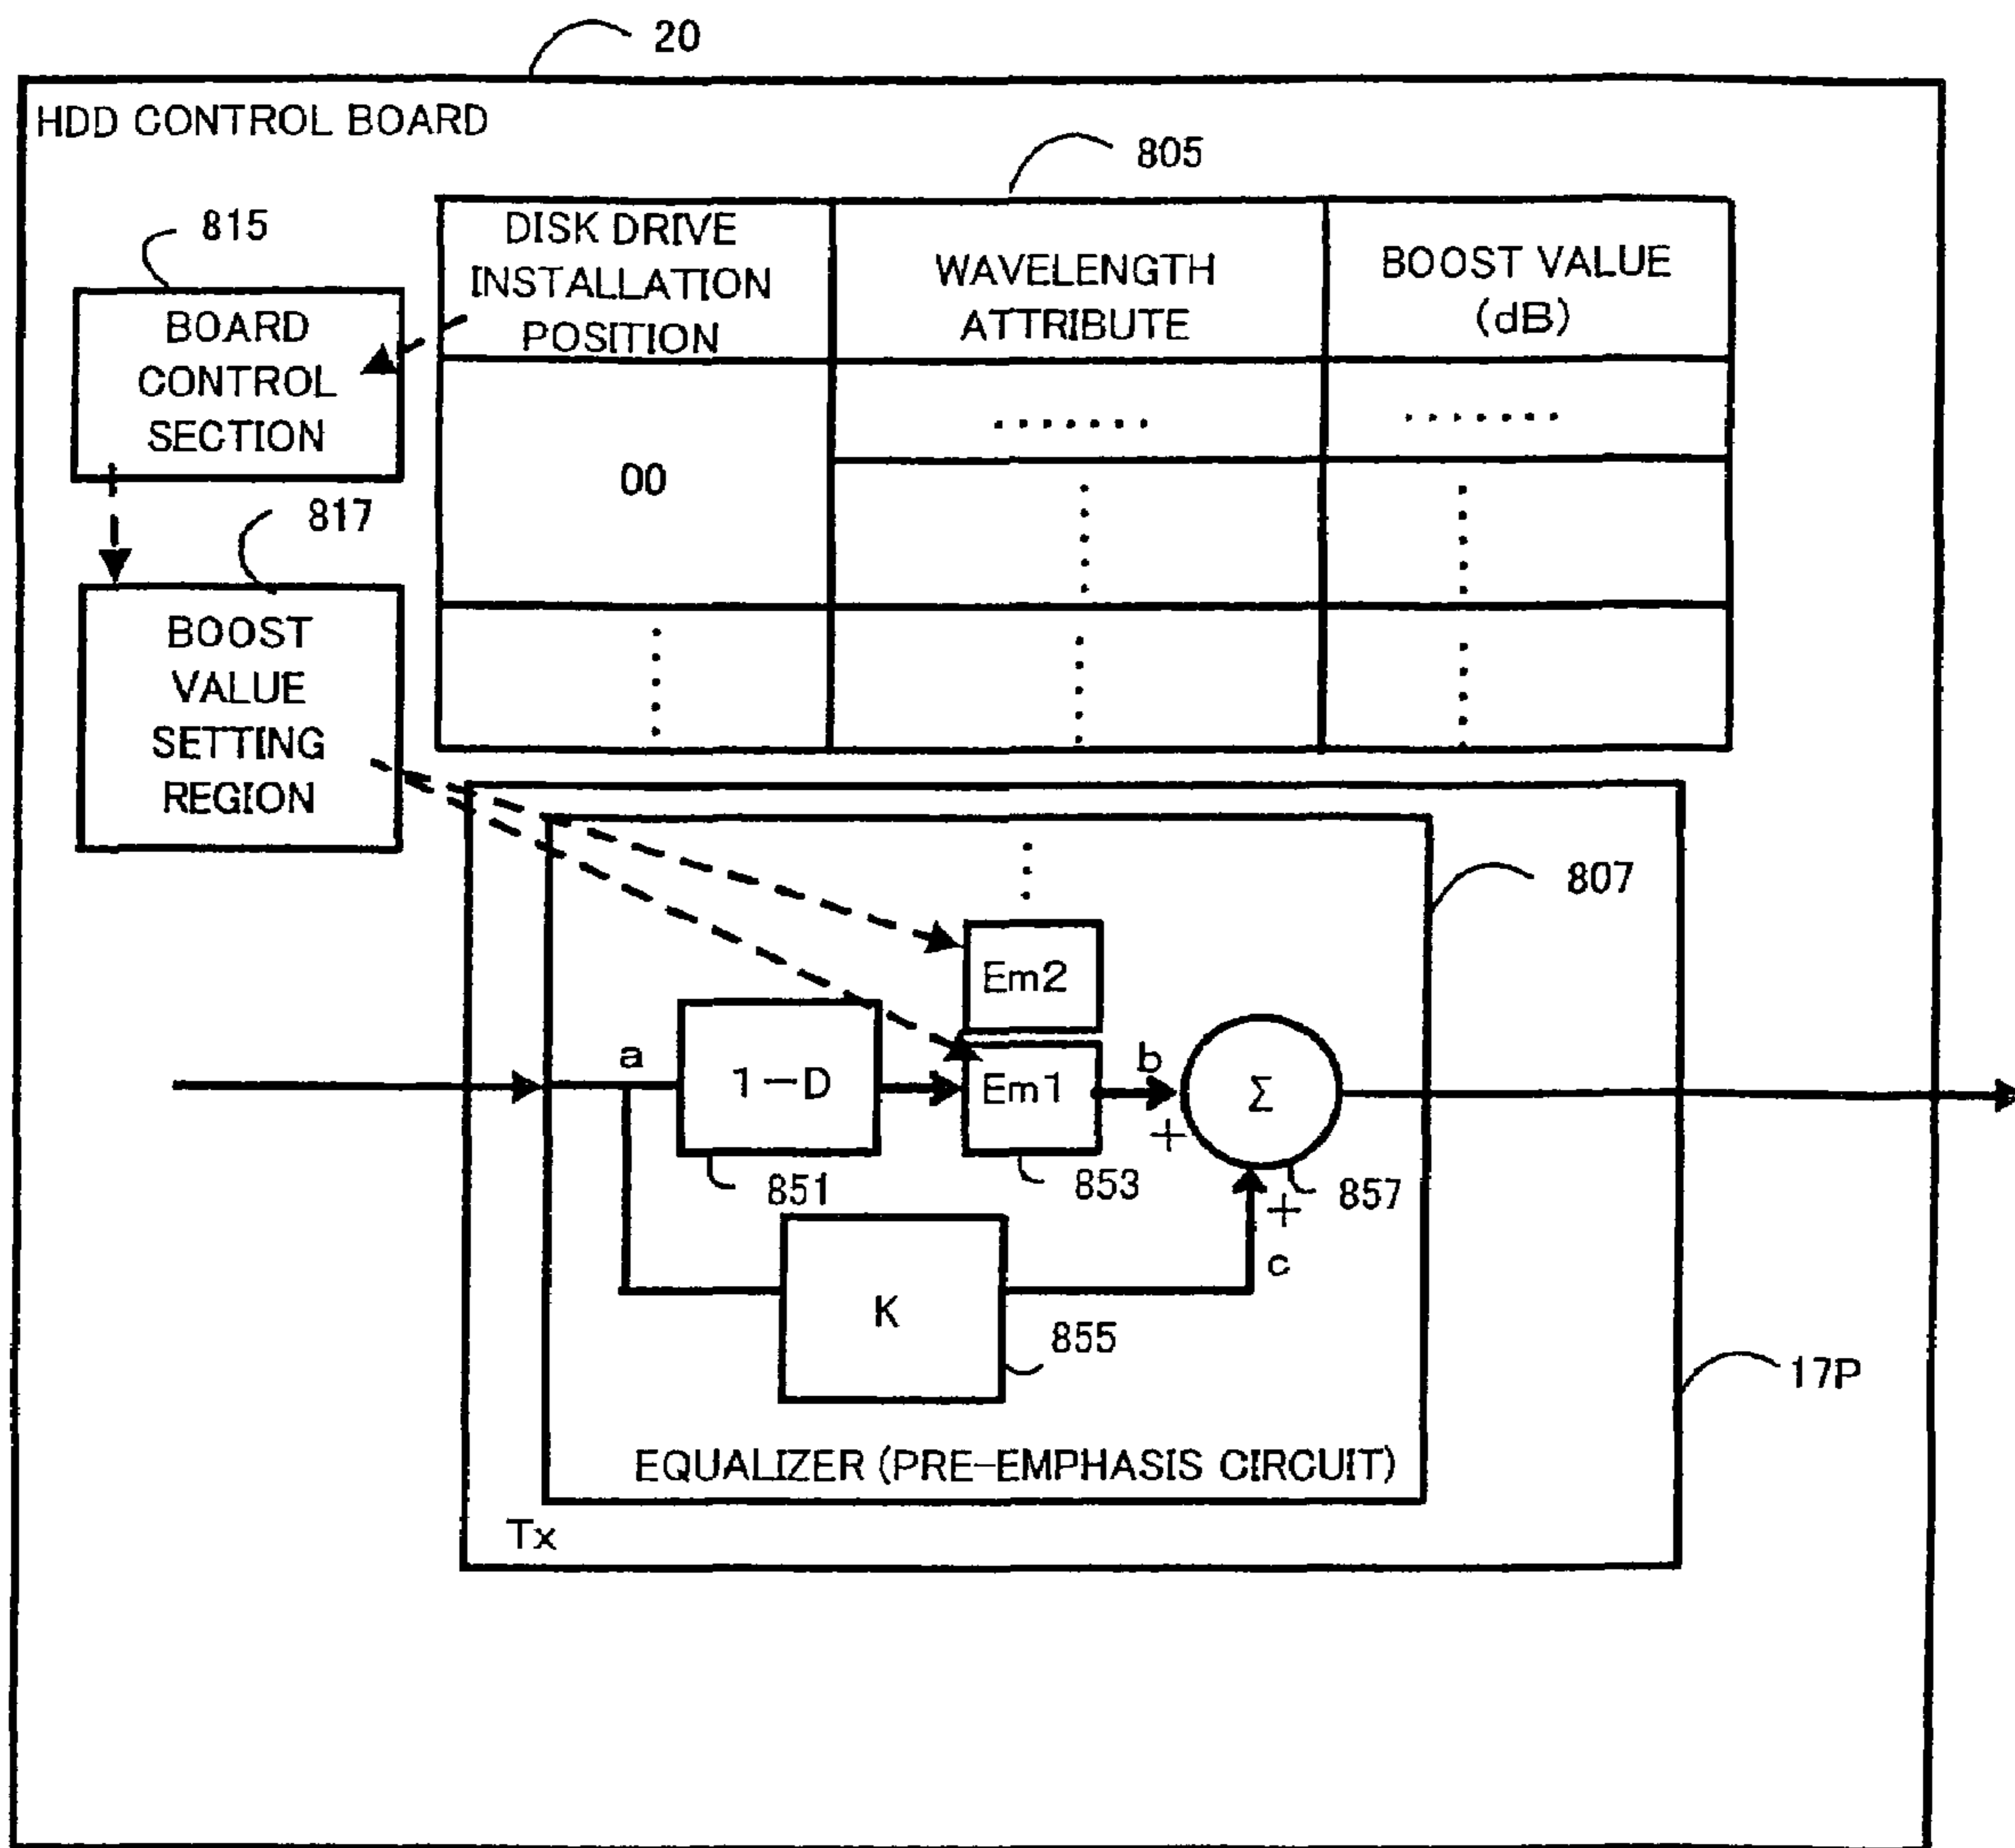 20
HDD CONTROL BOARD
805
815
DISK DRIVE
INSTALLATION
POSITION
WAVELENGTH
ATTRIBUTE
BOOST VALUE
(dB)
BOARD
CONTROL
SECTION
.......
.......
00
817
BOOST
VALUE
SETTING
REGION
807
Em2
a
1-D
Em1
b
+
Σ
851
853
857
+
c
K
855
17P
EQUALIZER (PRE-EMPHASIS CIRCUIT)
Tx